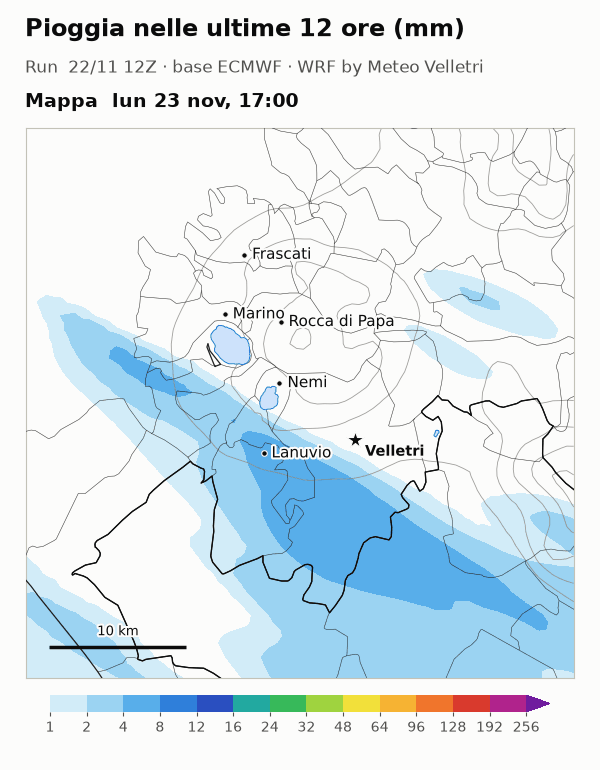 Pioggia nelle ultime 12 ore (mm)
Run  22/11 12Z · base ECMWF · WRF by Meteo Velletri
Mappa  lun 23 nov, 17:00
Frascati
Marino
Rocca di Papa
Nemi
Velletri
Lanuvio
10 km
1 2 4 8 12 16 24 32 48 64 96 128 192 256